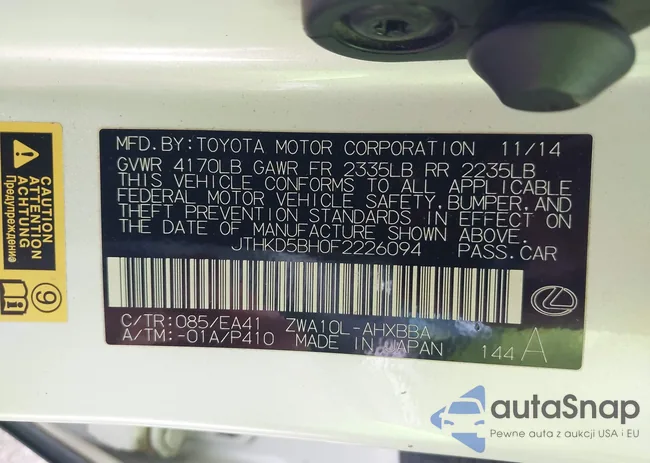 MFD.BY:TOYOTA MOTOR CORPORATION 11/14
GVWR 4170LB GAWR FR 2335LB RR 2235LB
THIS VEHICLE CONFORMS TO ALL APPLICABLE
FEDERAL MOTOR VEHICLE SAFETY,BUMPER,AND
THEFT PREVENTION STANDARDS IN EFFECT ON
THE DATE OF MANUFACTURE SHOWN ABOVE.
JTHKD5BH0F2226094 PASS.CAR
C/TR:085/EA41 ZWA10L-AHXBBA
A/TM:-01A/P410 MADE IN JAPAN 144 A
CAUTION
ATTENTION
ACHTUNG
Предупреждение
9
autaSnap
Pewne auta z aukcji USA i EU